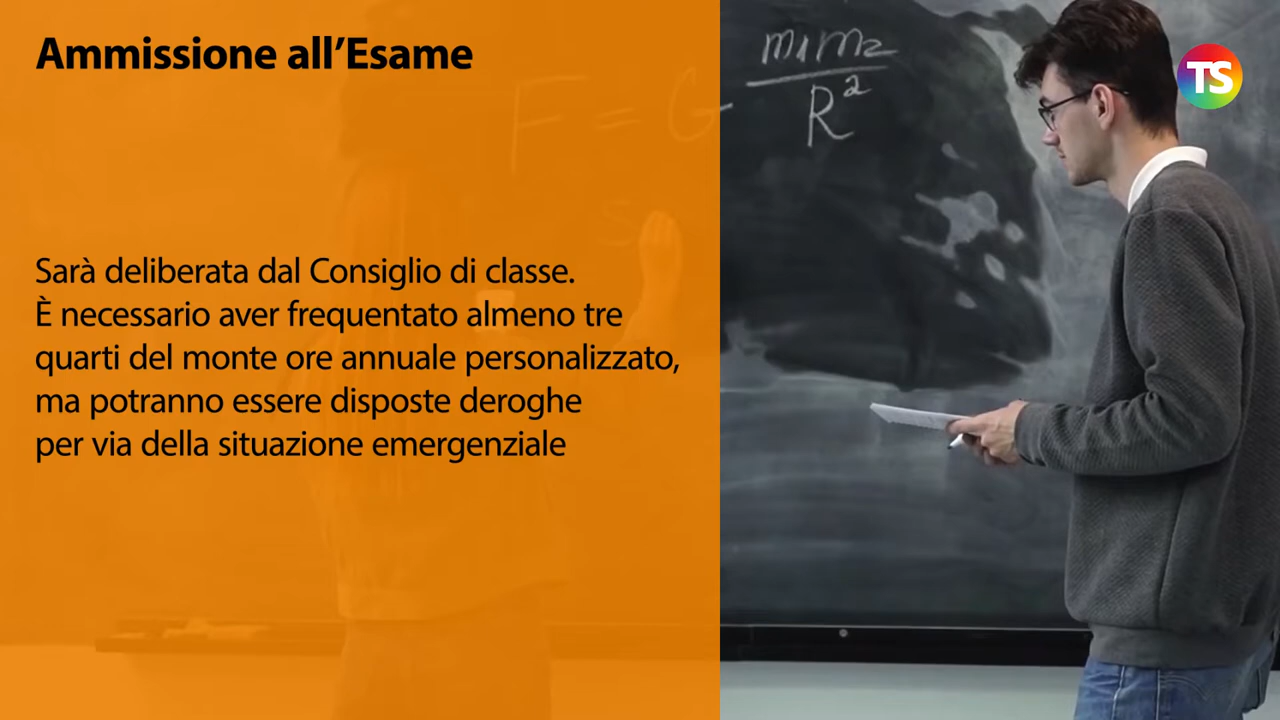 Ammissione all’Esame
TS
F = G m1m2
R²
s
Sarà deliberata dal Consiglio di classe.
È necessario aver frequentato almeno tre
quarti del monte ore annuale personalizzato,
ma potranno essere disposte deroghe
per via della situazione emergenziale